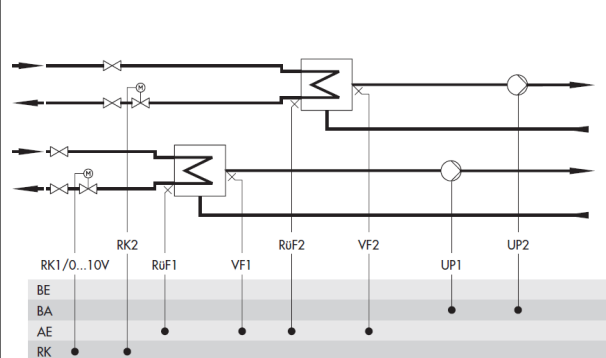 M
M
RK2
RüF2
VF2
UP2
RK1/0...10V
RüF1
VF1
UP1
BE
BA
AE
RK